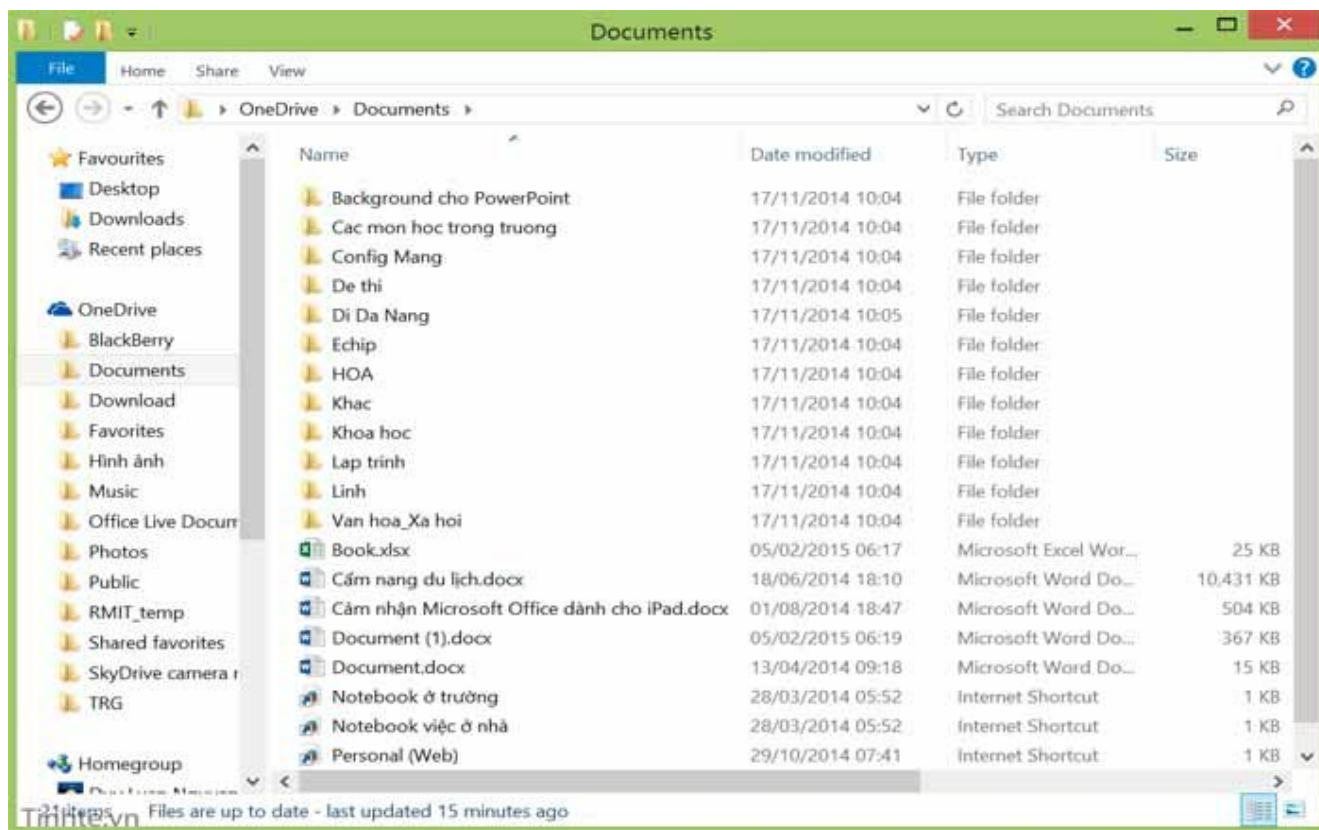 Documents
File Home Share View
OneDrive Documents Search Documents
Favourites
Desktop
Downloads
Recent places
OneDrive
BlackBerry
Documents
Download
Favorites
Hình ảnh
Music
Office Live Docum
Photos
Public
RMIT_temp
Shared favorites
SkyDrive camera r
TRG
Homegroup
Name Date modified Type Size
Background cho PowerPoint 17/11/2014 10:04 File folder
Cac mon hoc trong truong 17/11/2014 10:04 File folder
Config Mang 17/11/2014 10:04 File folder
De thi 17/11/2014 10:04 File folder
Di Da Nang 17/11/2014 10:05 File folder
Echip 17/11/2014 10:04 File folder
HOA 17/11/2014 10:04 File folder
Khac 17/11/2014 10:04 File folder
Khoa hoc 17/11/2014 10:04 File folder
Lap trinh 17/11/2014 10:04 File folder
Linh 17/11/2014 10:04 File folder
Van hoa_Xa hoi 17/11/2014 10:04 File folder
Book.xlsx 05/02/2015 06:17 Microsoft Excel Wor... 25 KB
Cẩm nang du lịch.docx 18/06/2014 18:10 Microsoft Word Do... 10,431 KB
Cảm nhận Microsoft Office dành cho iPad.docx 01/08/2014 18:47 Microsoft Word Do... 504 KB
Document (1).docx 05/02/2015 06:19 Microsoft Word Do... 367 KB
Document.docx 13/04/2014 09:18 Microsoft Word Do... 15 KB
Notebook ở trường 28/03/2014 05:52 Internet Shortcut 1 KB
Notebook việc ở nhà 28/03/2014 05:52 Internet Shortcut 1 KB
Personal (Web) 29/10/2014 07:41 Internet Shortcut 1 KB
items Files are up to date - last updated 15 minutes ago
Tinhte.vn